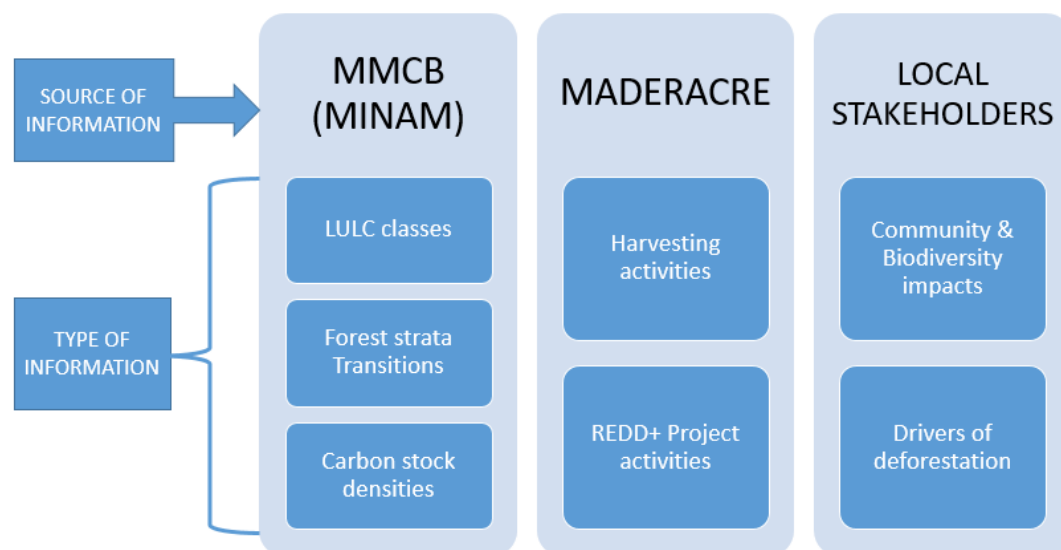 SOURCE OF
INFORMATION
MMCB
(MINAM)
MADERACRE
LOCAL
STAKEHOLDERS
TYPE OF
INFORMATION
LULC classes
Forest strata
Transitions
Carbon stock
densities
Harvesting
activities
REDD+ Project
activities
Community &
Biodiversity
impacts
Drivers of
deforestation